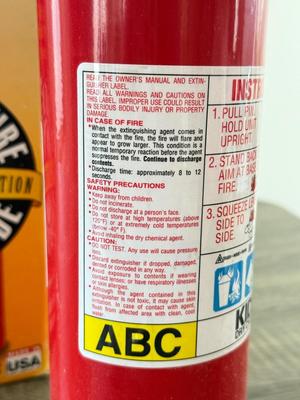 READ THE OWNER'S MANUAL AND EXTIN-
GUISHER LABEL.
READ ALL WARNINGS AND CAUTIONS ON
THIS LABEL. IMPROPER USE COULD RESULT
IN SERIOUS BODILY INJURY OR PROPERTY
DAMAGE.
IN CASE OF FIRE
•When the extinguishing agent comes in
contact with the fire, the fire will flare and
appear to grow larger. This condition is a
normal temporary reaction before the agent
suppresses the fire. Continue to discharge
contents.
•Discharge time: approximately 8 to 12
seconds.
SAFETY PRECAUTIONS
WARNING:
•Keep away from children.
•Do not incinerate.
•Do not discharge at a person's face.
•Do not store at high temperatures (above
120°F) or at extremely cold temperatures
(below -40° F).
•Avoid inhaling the dry chemical agent.
CAUTION:
•DO NOT TEST. Any use will cause pressure
loss.
•Discard extinguisher if dropped, damaged,
dented or corroded in any way.
•Avoid exposure to contents if wearing
contact lenses; or have respiratory illnesses
or skin allergies.
•Although the agent contained in this
extinguisher is not toxic, it may cause skin
irritation. In case of contact with agent,
flush from affected area with clean, cool
water.
ABC
INSTR
1. PULL PIN
HOLD UNIT
UPRIGHT.
2. STAND BACK
AIM AT BASE
FIRE.
3. SQUEEZE LE
SIDE TO
SIDE.
KI
FIRE
TION
MADE IN
USA